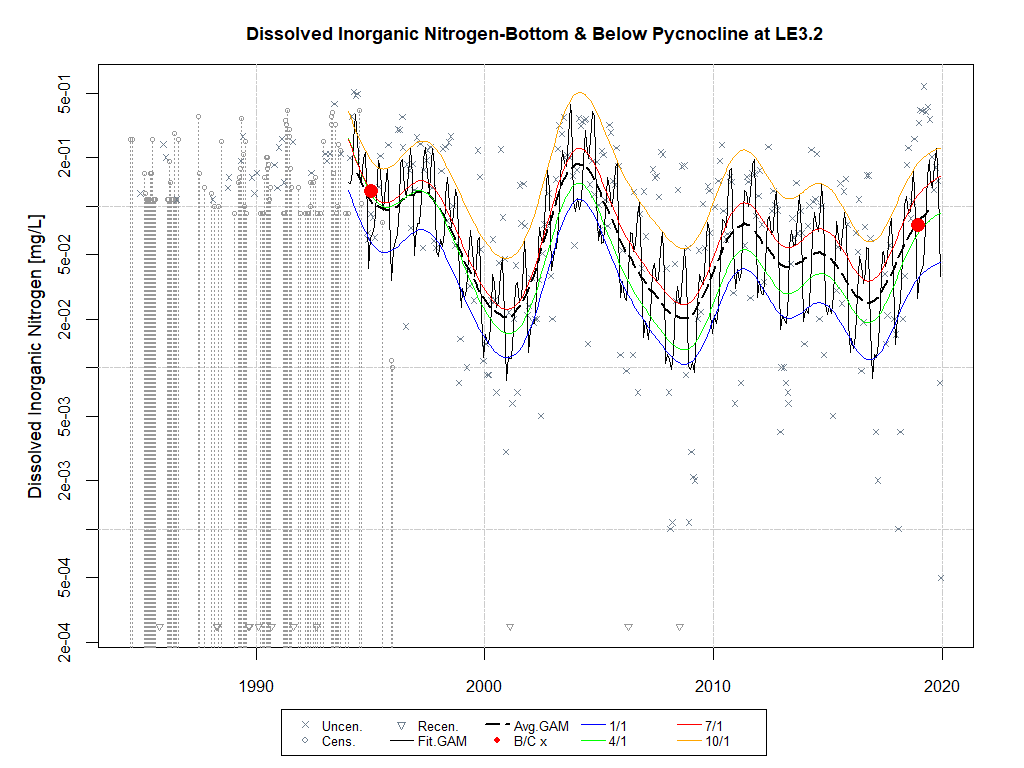 Dissolved Inorganic Nitrogen-Bottom & Below Pycnocline at LE3.2
Dissolved Inorganic Nitrogen [mg/L]
5e-01
2e-01
5e-02
2e-02
5e-03
2e-03
5e-04
2e-04
1990 2000 2010 2020
Uncen. Recen. Avg.GAM 1/1 7/1
Cens. Fit.GAM B/C x 4/1 10/1